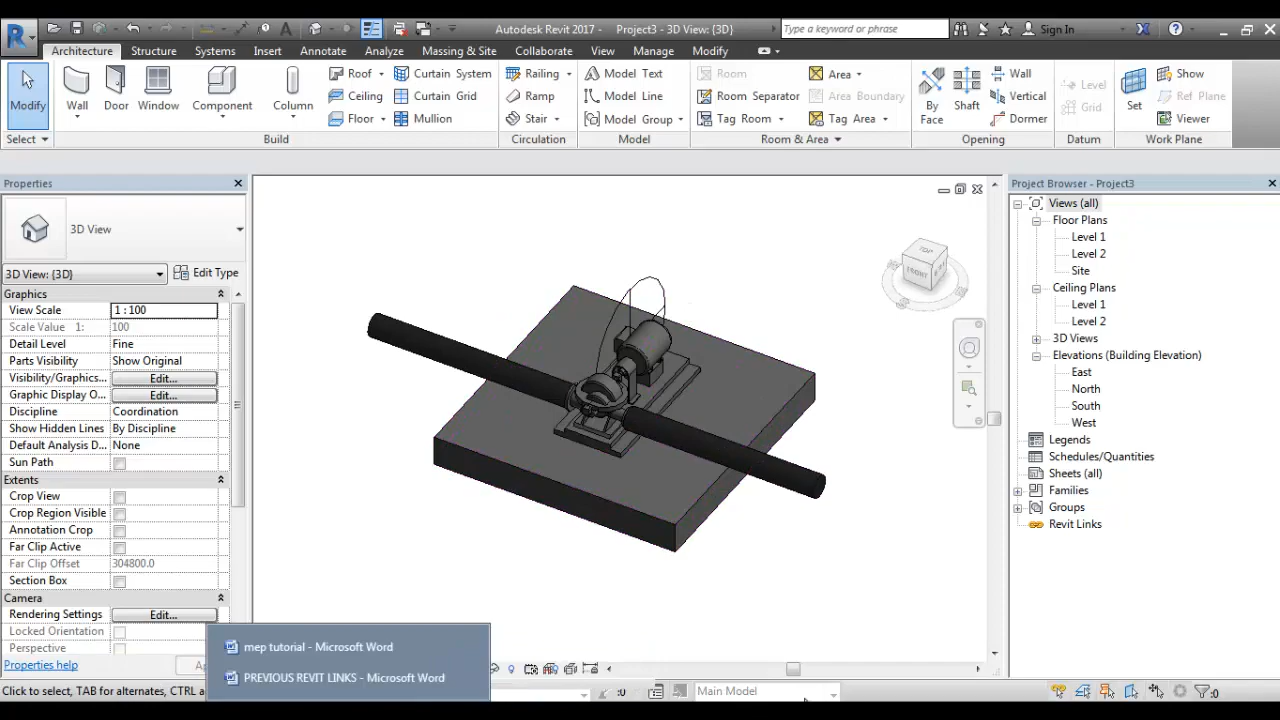 Autodesk Revit 2017 -    Project3 - 3D View: {3D}
Type a keyword or phrase
Sign In
Architecture Structure Systems Insert Annotate Analyze Massing & Site Collaborate View Manage Modify
Modify
Wall
Door
Window
Component
Column
Roof
Ceiling
Floor
Curtain System
Curtain Grid
Mullion
Railing
Ramp
Stair
Model Text
Model Line
Model Group
Room
Room Separator
Tag Room
Area
Area Boundary
Tag Area
By
Face
Shaft
Wall
Vertical
Dormer
Level
Grid
Set
Show
Ref Plane
Viewer
Select
Build
Circulation
Model
Room & Area
Opening
Datum
Work Plane
Properties
3D View
3D View: {3D}
Edit Type
Graphics
View Scale 1 : 100
Scale Value 1: 100
Detail Level Fine
Parts Visibility Show Original
Visibility/Graphics... Edit...
Graphic Display O... Edit...
Discipline Coordination
Show Hidden Lines By Discipline
Default Analysis D... None
Sun Path
Extents
Crop View
Crop Region Visible
Annotation Crop
Far Clip Active
Far Clip Offset 304800.0
Section Box
Camera
Rendering Settings Edit...
Locked Orientation
Perspective
Properties help
Ap
TOP
FRONT
Project Browser - Project3
Views (all)
Floor Plans
Level 1
Level 2
Site
Ceiling Plans
Level 1
Level 2
3D Views
Elevations (Building Elevation)
East
North
South
West
Legends
Schedules/Quantities
Sheets (all)
Families
Groups
Revit Links
mep tutorial - Microsoft Word
PREVIOUS REVIT LINKS - Microsoft Word
Click to select, TAB for alternates, CTRL a
:0
Main Model
:0